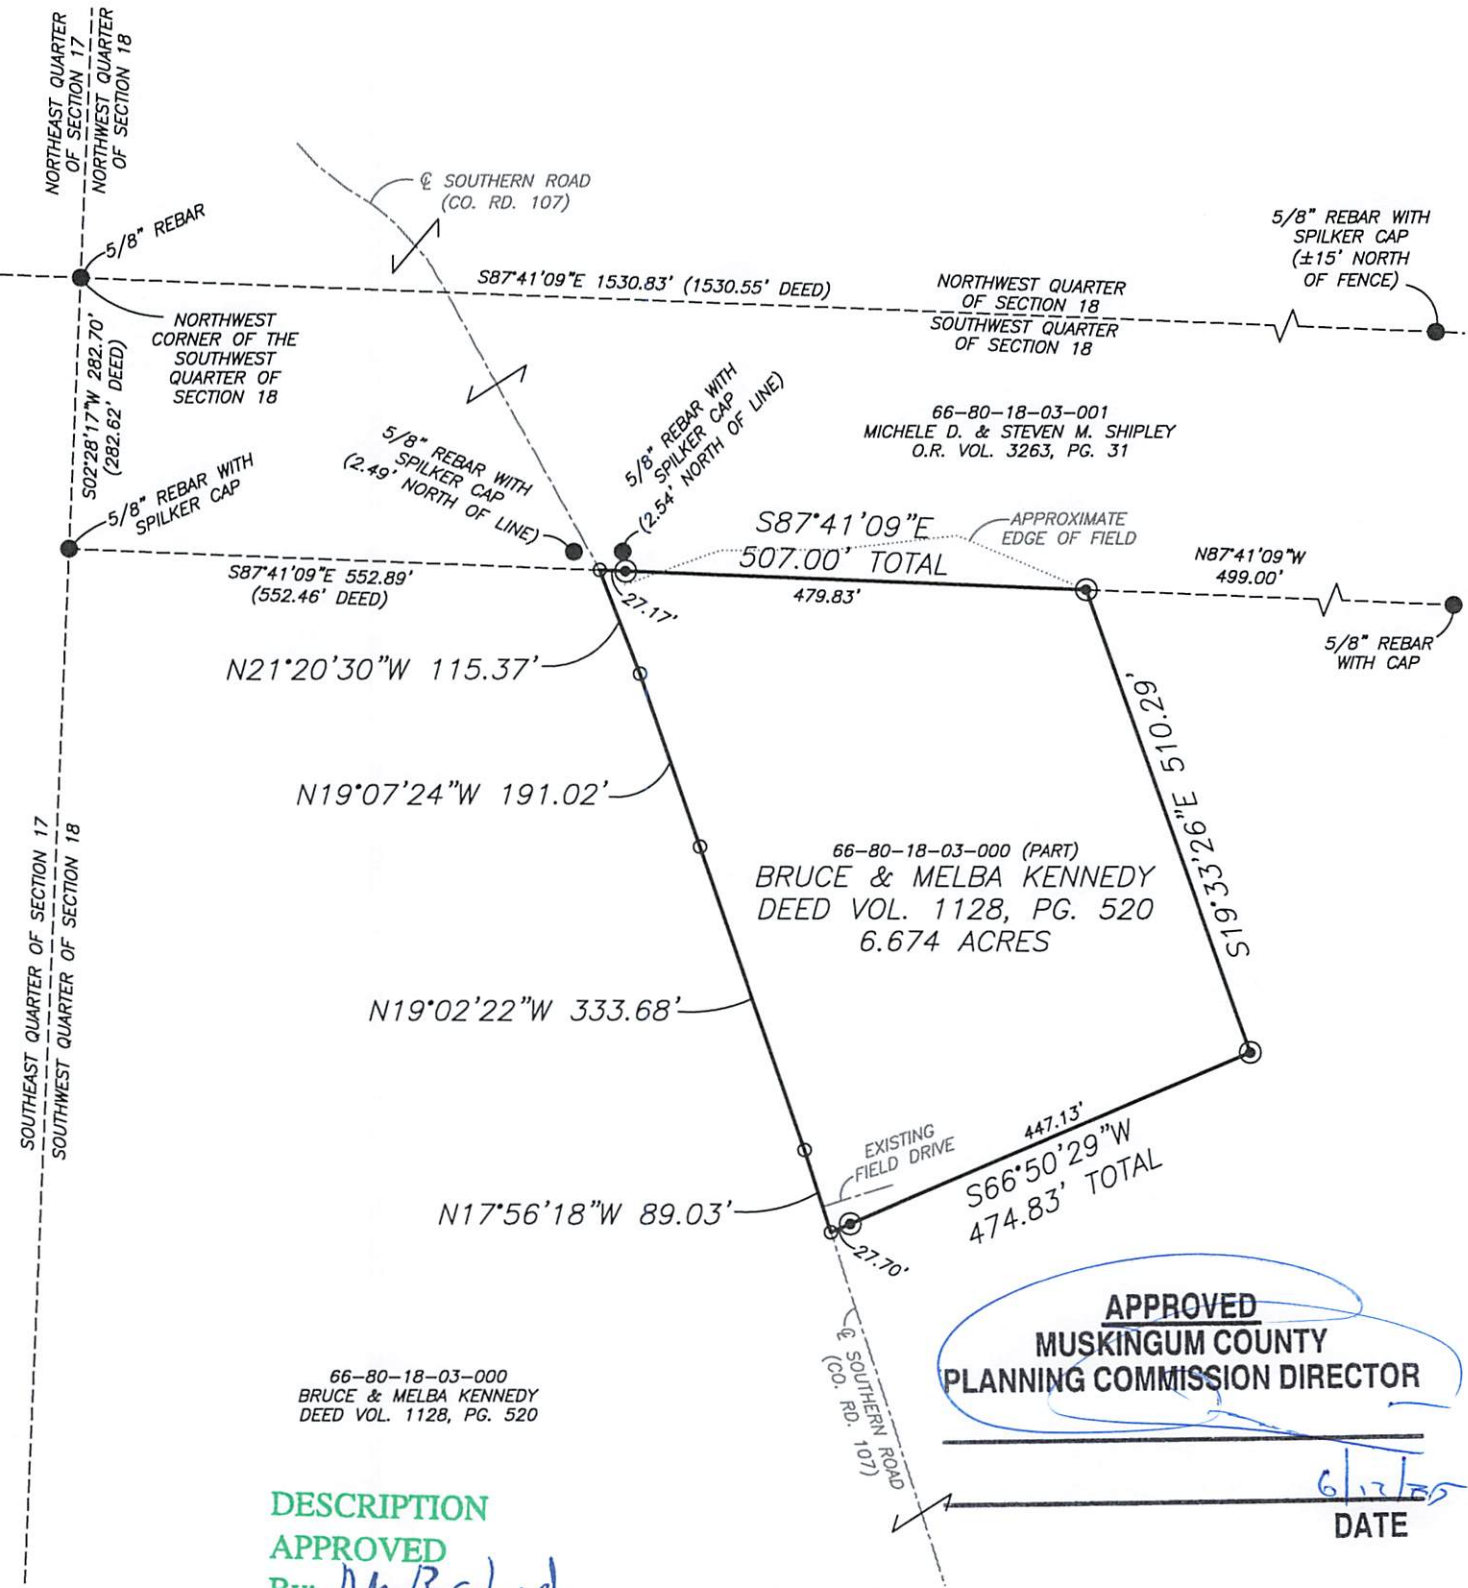 NORTHEAST QUARTER
OF SECTION 17
NORTHWEST QUARTER
OF SECTION 18
5/8" REBAR
℄ SOUTHERN ROAD
(CO. RD. 107)
5/8" REBAR WITH
SPILKER CAP
(±15' NORTH
OF FENCE)
S87°41'09"E 1530.83' (1530.55' DEED)
NORTHWEST QUARTER
OF SECTION 18
SOUTHWEST QUARTER
OF SECTION 18
NORTHWEST
CORNER OF THE
SOUTHWEST
QUARTER OF
SECTION 18
S02°28'17"W 282.70'
(282.62' DEED)
5/8" REBAR WITH
SPILKER CAP
5/8" REBAR WITH
SPILKER CAP
(2.49' NORTH OF LINE)
5/8" REBAR WITH
SPILKER CAP
(2.54' NORTH OF LINE)
66-80-18-03-001
MICHELE D. & STEVEN M. SHIPLEY
O.R. VOL. 3263, PG. 31
S87°41'09"E
507.00' TOTAL
APPROXIMATE
EDGE OF FIELD
N87°41'09"W
499.00'
S87°41'09"E 552.89'
(552.46' DEED)
27.17'
479.83'
5/8" REBAR
WITH CAP
N21°20'30"W 115.37'
N19°07'24"W 191.02'
S19°33'26"E 510.29'
66-80-18-03-000 (PART)
BRUCE & MELBA KENNEDY
DEED VOL. 1128, PG. 520
6.674 ACRES
SOUTHEAST QUARTER OF SECTION 17
SOUTHWEST QUARTER OF SECTION 18
N19°02'22"W 333.68'
447.13'
S66°50'29"W
474.83' TOTAL
EXISTING
FIELD DRIVE
N17°56'18"W 89.03'
27.70'
℄ SOUTHERN ROAD
(CO. RD. 107)
APPROVED
MUSKINGUM COUNTY
PLANNING COMMISSION DIRECTOR
6/12/25
DATE
66-80-18-03-000
BRUCE & MELBA KENNEDY
DEED VOL. 1128, PG. 520
DESCRIPTION
APPROVED
By: